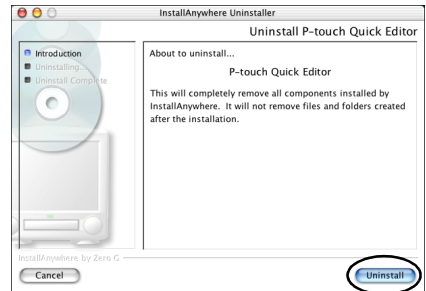 InstallAnywhere Uninstaller
Uninstall P-touch Quick Editor
Introduction
Uninstalling...
Uninstall Complete
About to uninstall...
P-touch Quick Editor
This will completely remove all components installed by
InstallAnywhere. It will not remove files and folders created
after the installation.
InstallAnywhere by Zero G
Cancel
Uninstall